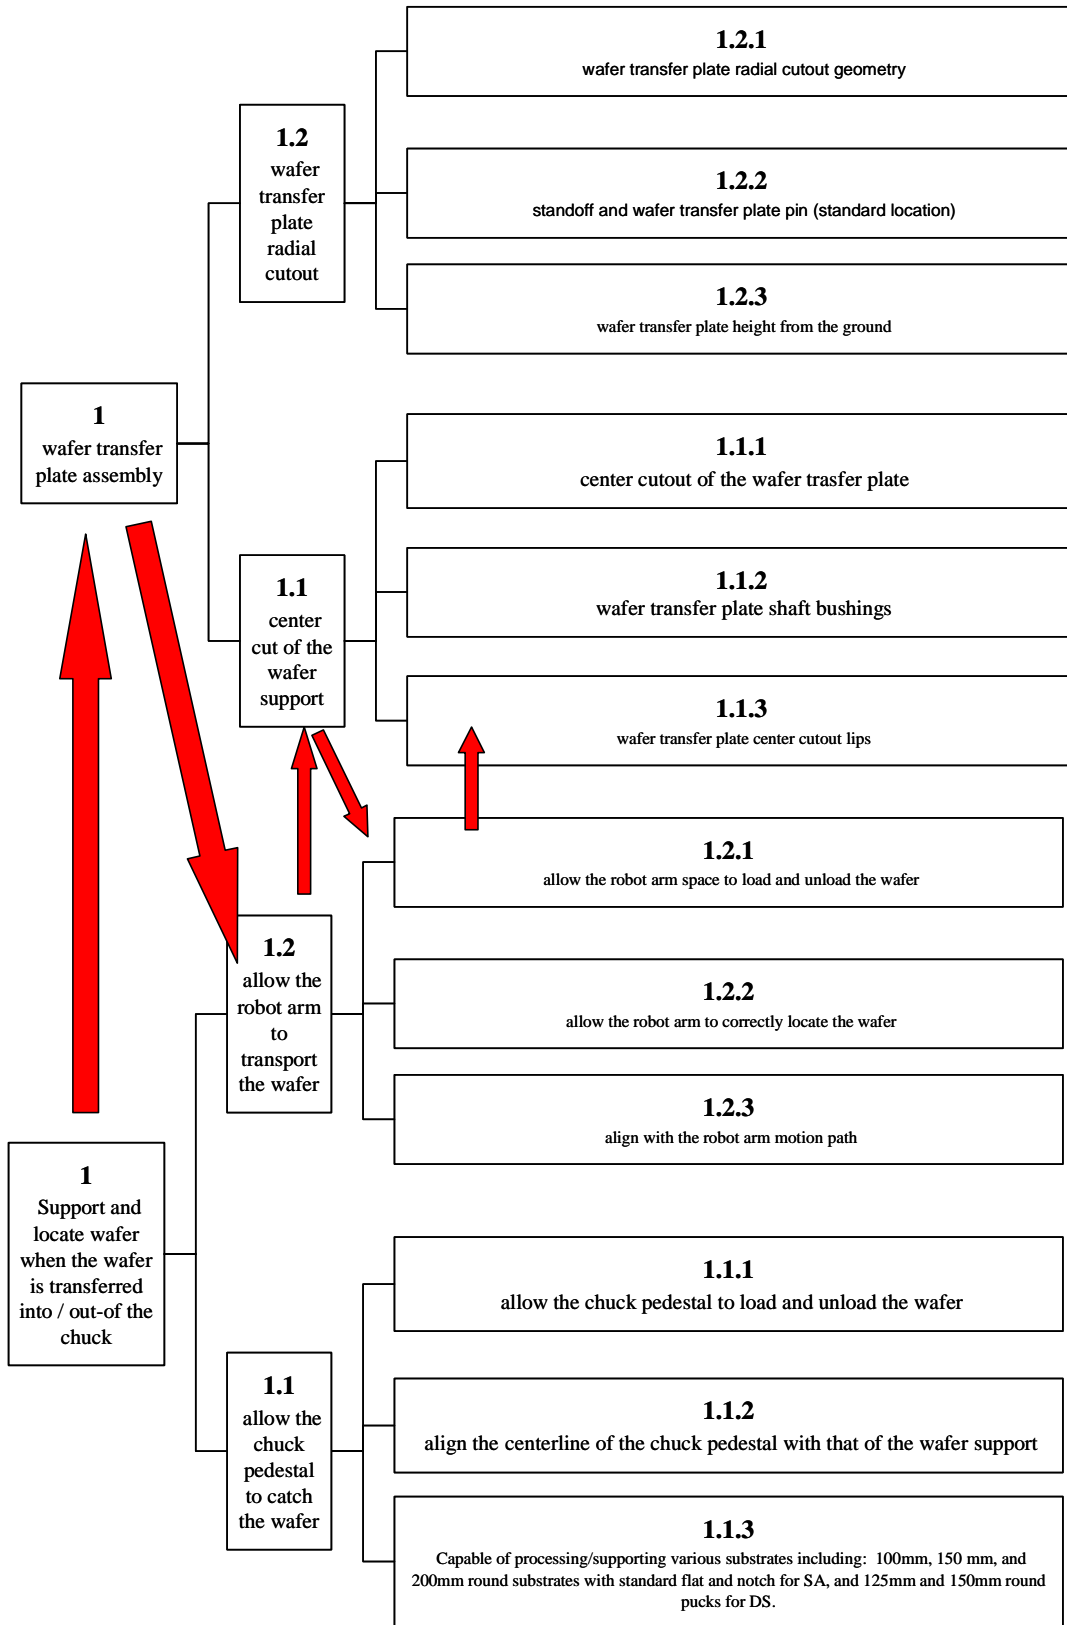 1.2.1
wafer transfer plate radial cutout geometry
1.2
wafer
transfer
plate
radial
cutout
1.2.2
standoff and wafer transfer plate pin (standard location)
1.2.3
wafer transfer plate height from the ground
1
wafer transfer
plate assembly
1.1.1
center cutout of the wafer trasfer plate
1.1
center
cut of the
wafer
support
1.1.2
wafer transfer plate shaft bushings
1.1.3
wafer transfer plate center cutout lips
1.2.1
allow the robot arm space to load and unload the wafer
1.2
allow the
robot arm
to
transport
the wafer
1.2.2
allow the robot arm to correctly locate the wafer
1.2.3
align with the robot arm motion path
1
Support and
locate wafer
when the wafer
is transferred
into / out-of the
chuck
1.1.1
allow the chuck pedestal to load and unload the wafer
1.1
allow the
chuck
pedestal
to catch
the wafer
1.1.2
align the centerline of the chuck pedestal with that of the wafer support
1.1.3
Capable of processing/supporting various substrates including:  100mm, 150 mm, and
200mm round substrates with standard flat and notch for SA, and 125mm and 150mm round
pucks for DS.